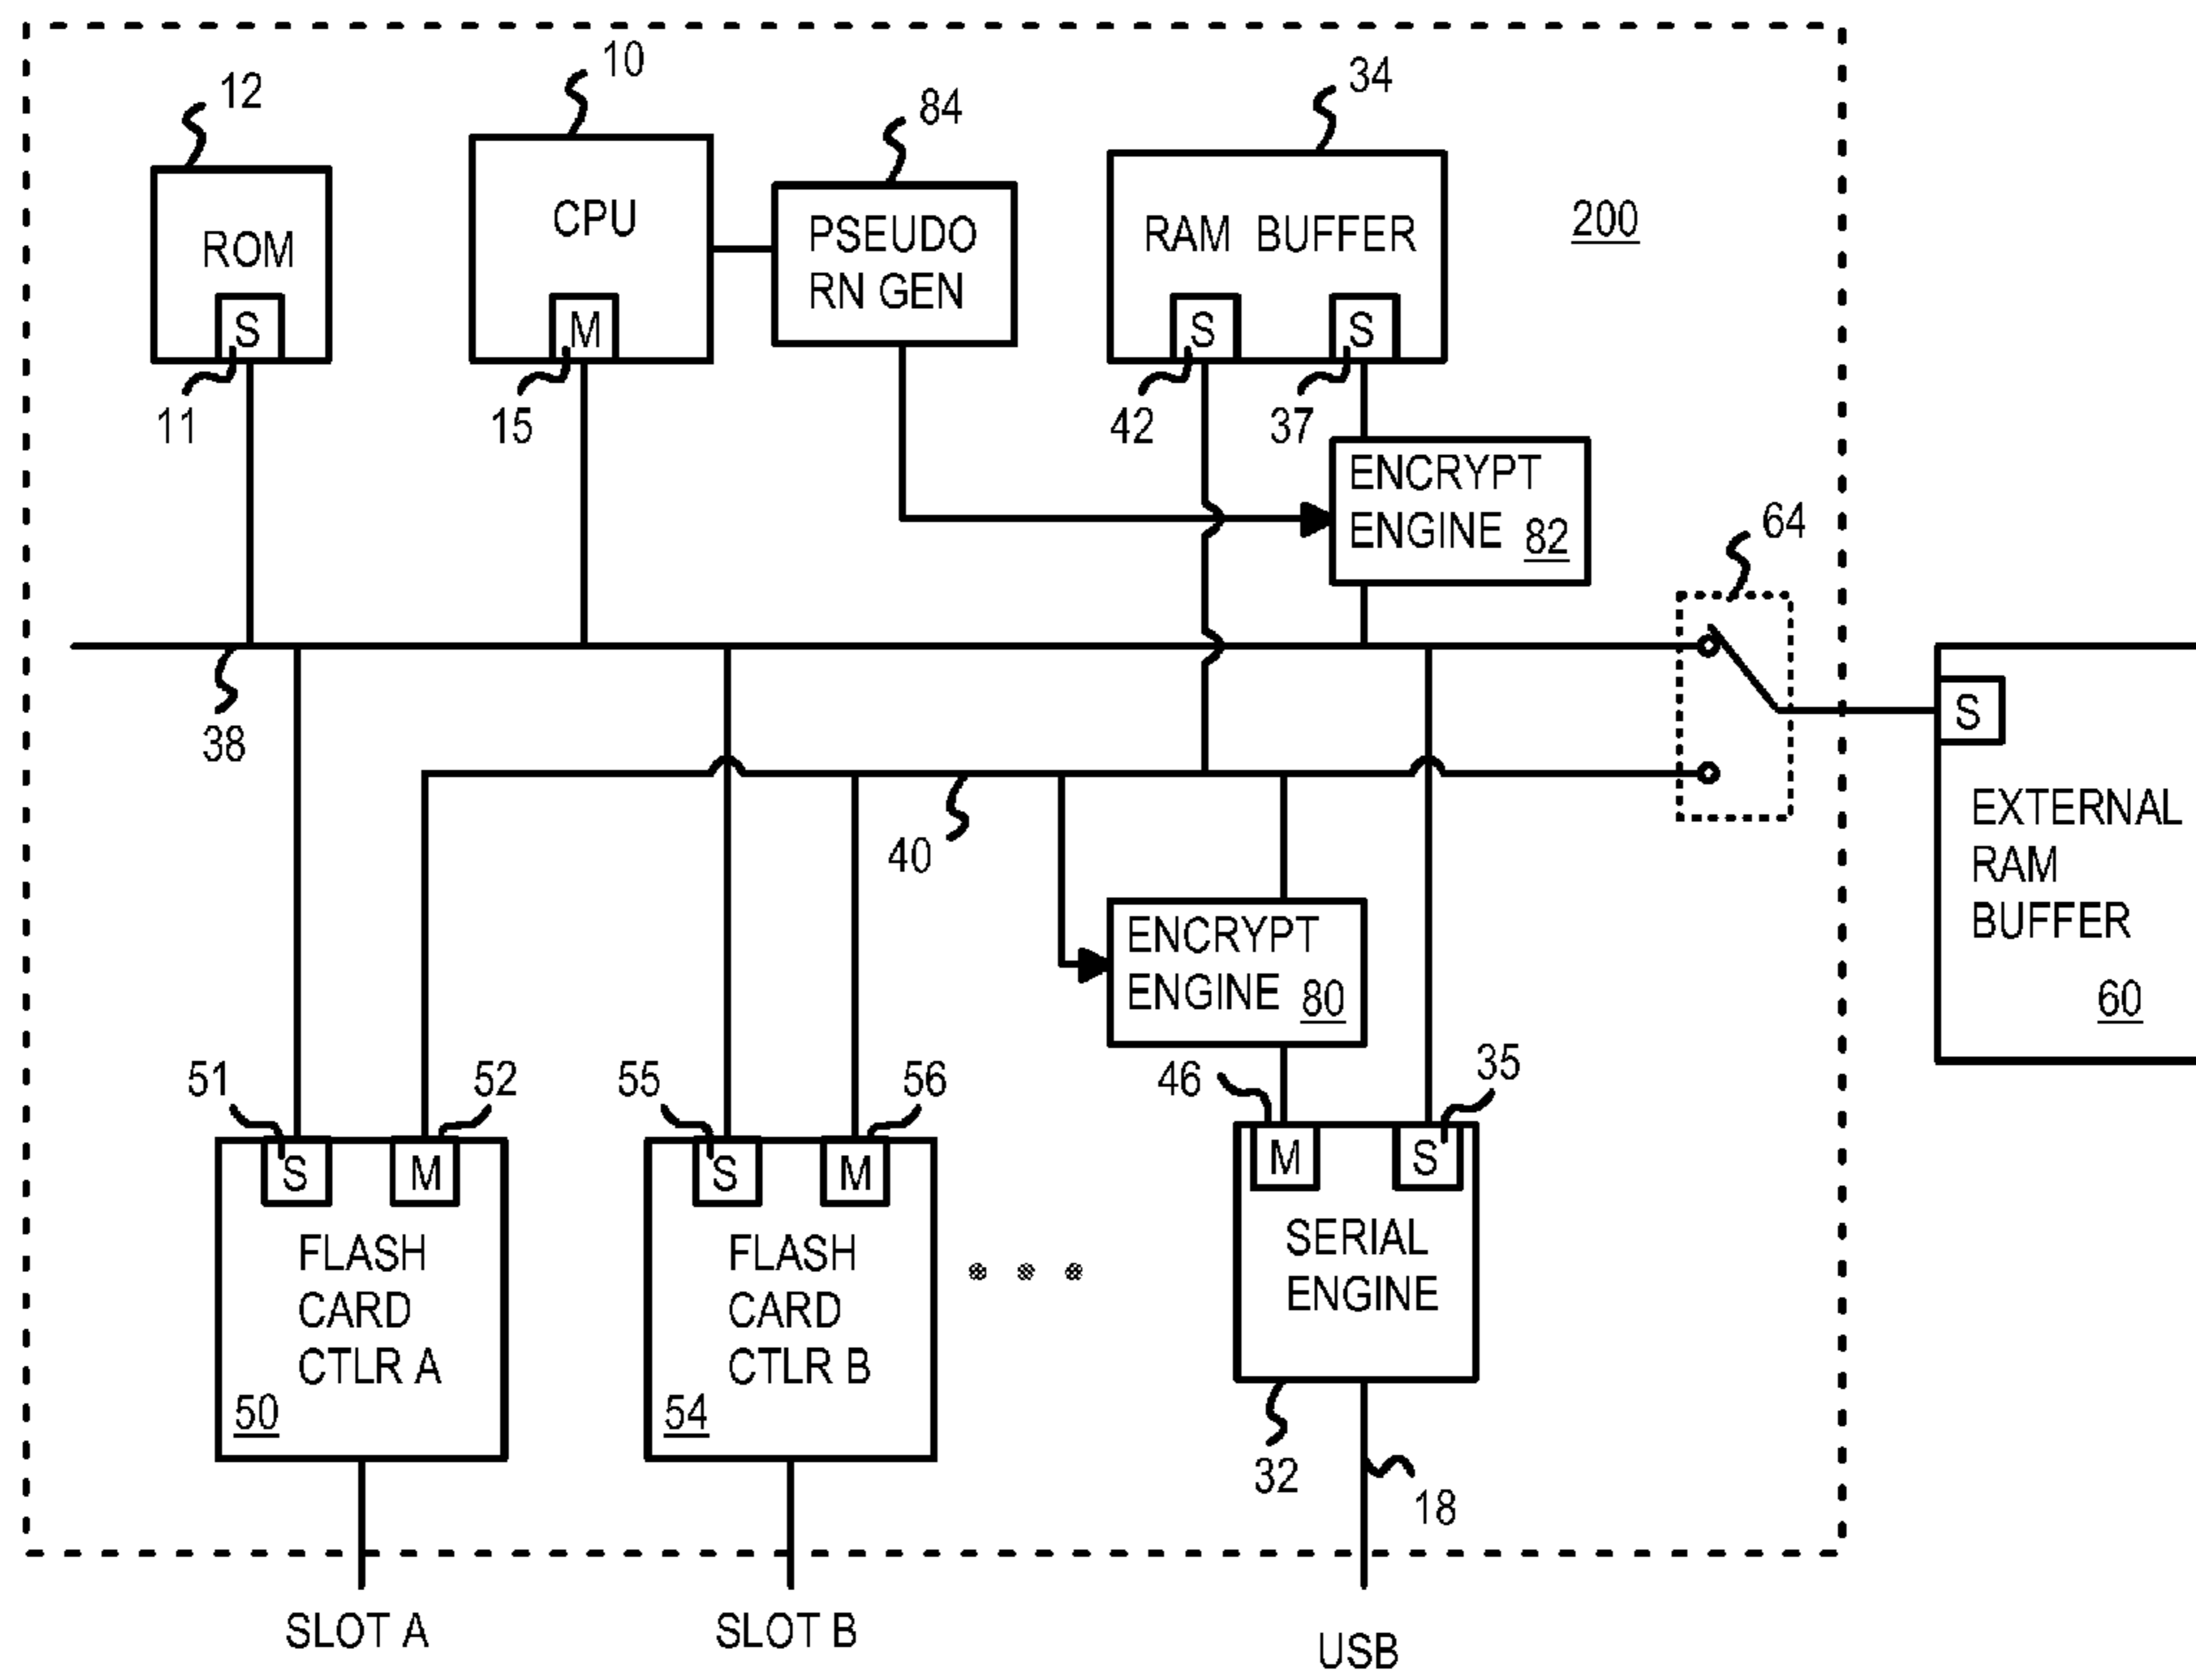 10
12
34
84
ROM
S
CPU
M
PSEUDO
RN GEN
RAM BUFFER
S
S
200
11
15
42
37
ENCRYPT
ENGINE 82
64
38
40
S
EXTERNAL
RAM
BUFFER
60
ENCRYPT
ENGINE 80
51
52
55
56
46
35
S
M
FLASH
CARD
CTLR A
50
S
M
FLASH
CARD
CTLR B
54
M
S
SERIAL
ENGINE
32
18
SLOT A
SLOT B
USB